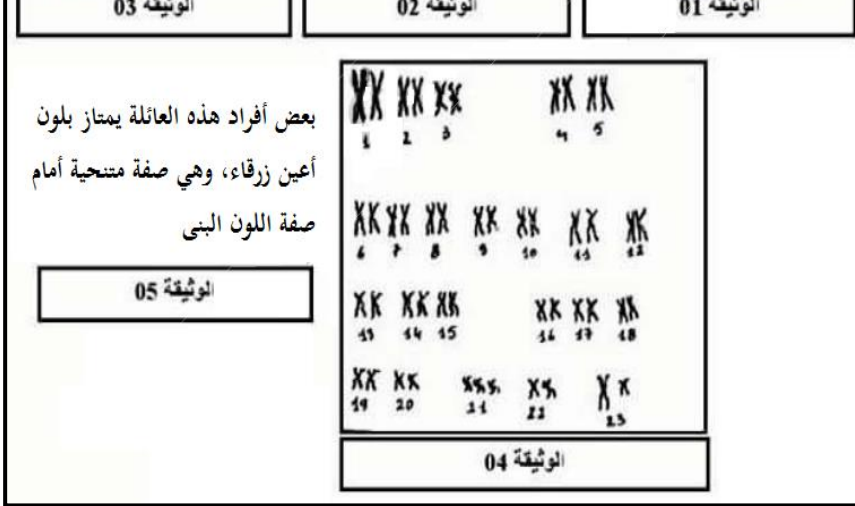 الوثيقة 01
الوثيقة 02
الوثيقة 03
1 2 3 4 5
6 7 8 9 10 11 12
13 14 15 16 17 18
19 20 21 22 23
الوثيقة 04
بعض أفراد هذه العائلة يمتاز بلون
أعين زرقاء، وهي صفة متنحية أمام
صفة اللون البنى
الوثيقة 05